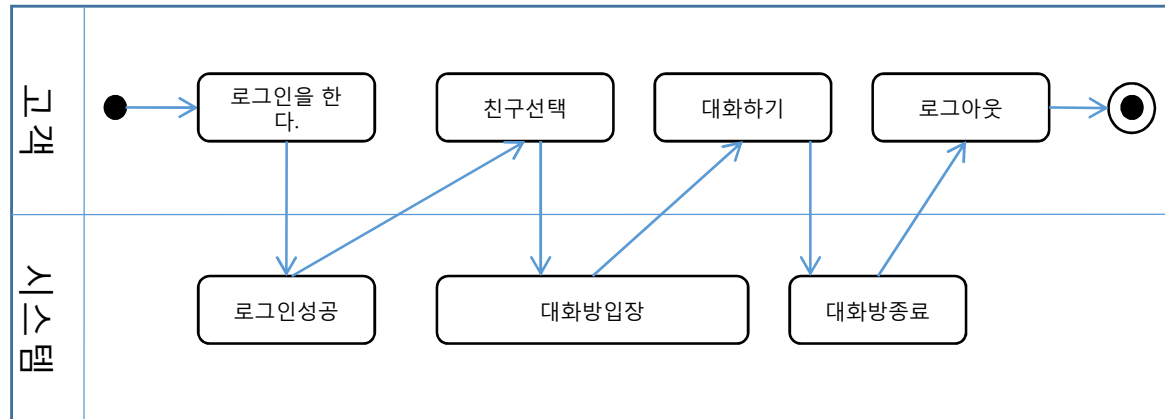 고객
로그인을 한
다.
친구선택
대화하기
로그아웃
시스템
로그인성공
대화방입장
대화방종료